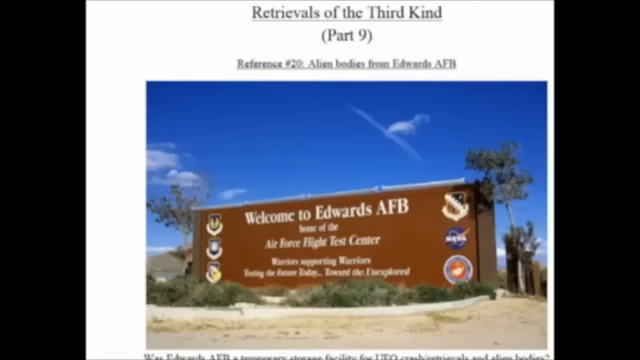 Retrievals of the Third Kind
(Part 9)
Reference #20: Alien bodies from Edwards AFB
Welcome to Edwards AFB
home of the
Air Force Flight Test Center
Warriors supporting Warriors
Testing the Future Today... Toward the Unexplored
NASA
Was Edwards AFB a temporary storage facility for UFO crash/retrievals and alien bodies?